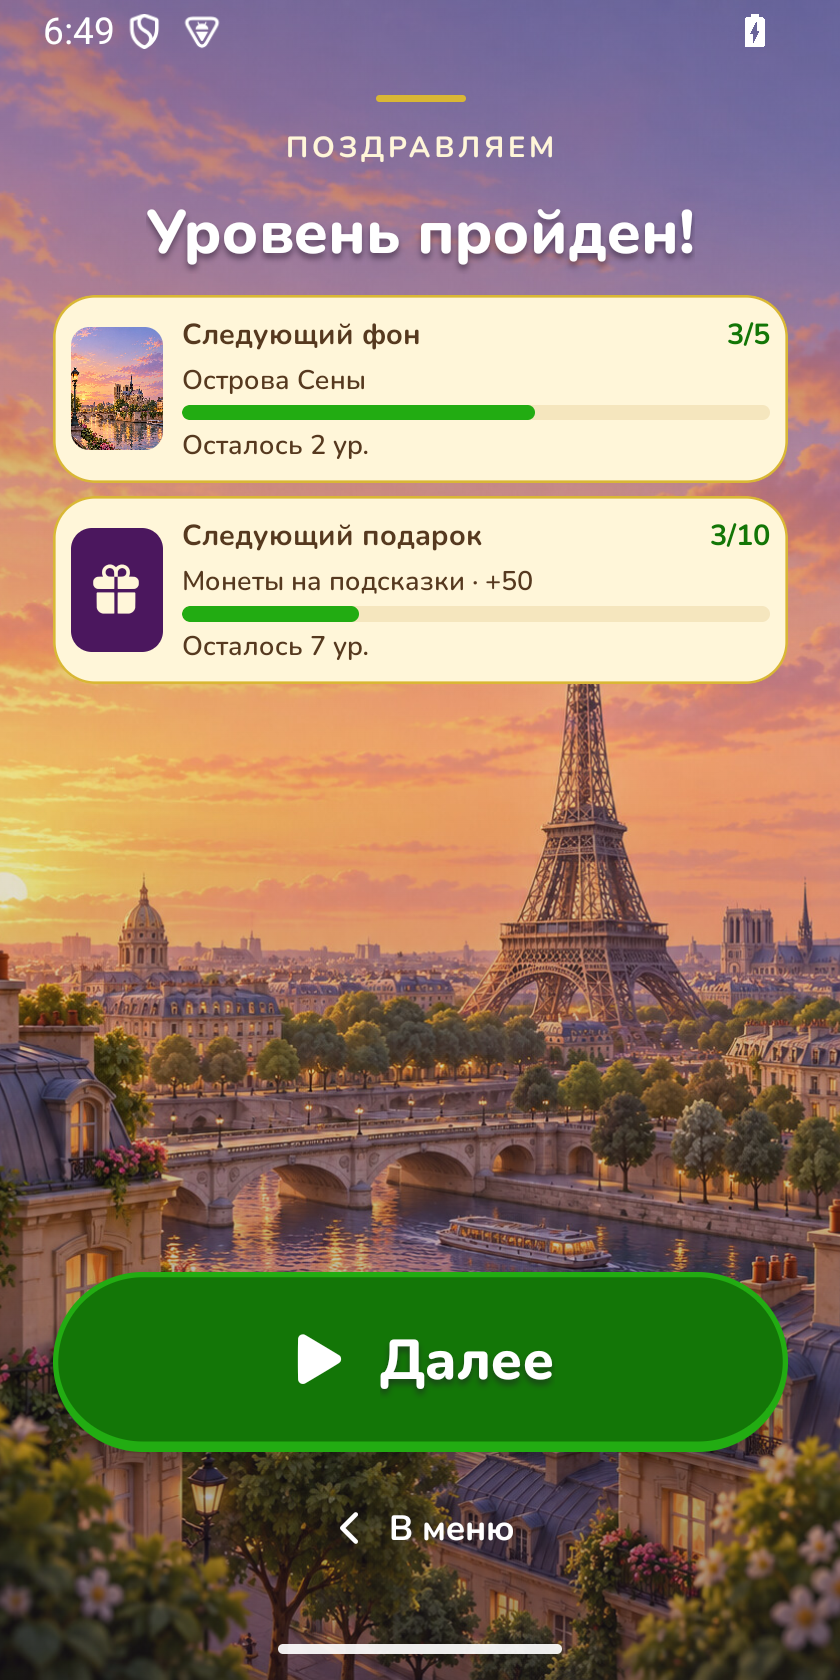 6:49
ПОЗДРАВЛЯЕМ
Уровень пройден!
Следующий фон 3/5
Острова Сены
Осталось 2 ур.
Следующий подарок 3/10
Монеты на подсказки · +50
Осталось 7 ур.
Далее
В меню